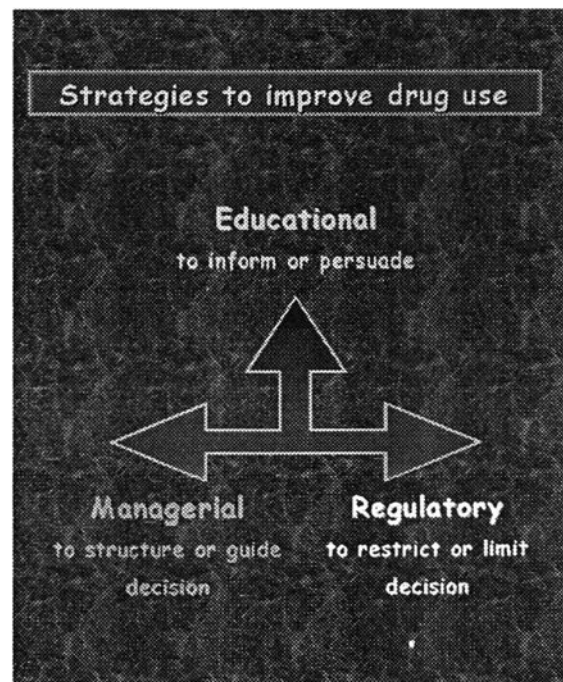 Strategies to improve drug use
Educational
to inform or persuade
Managerial
to structure or guide
decision
Regulatory
to restrict or limit
decision